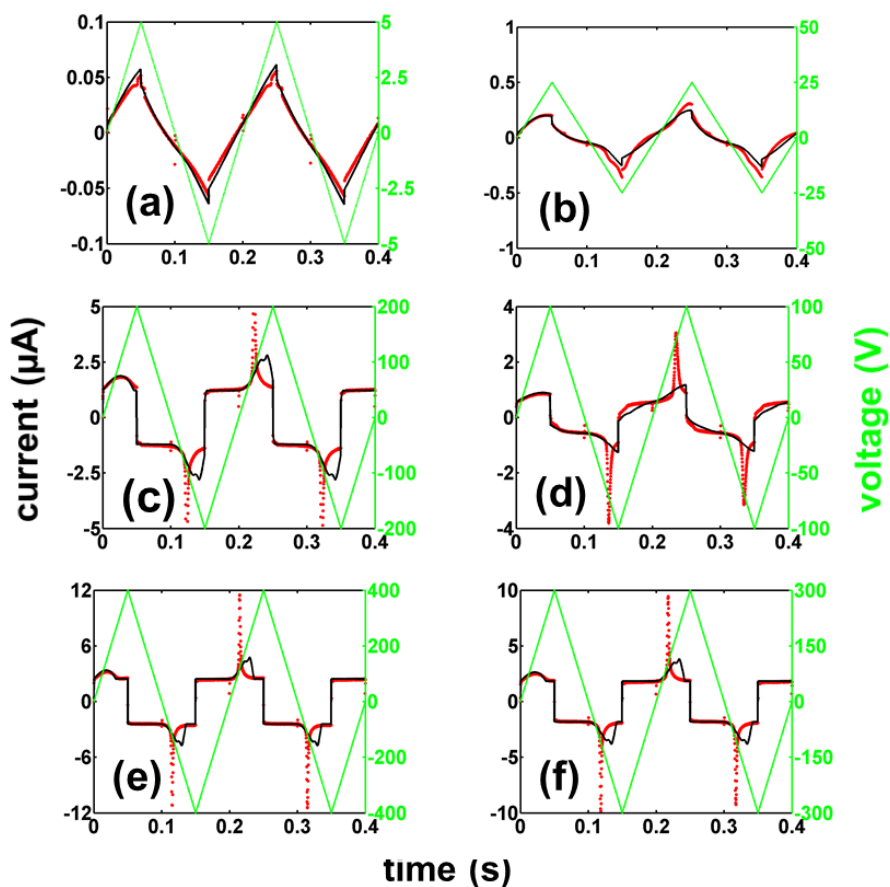 0.1 5
0.05 2.5
0 0
-0.05 -2.5
-0.1 -5
(a)
0 0.1 0.2 0.3 0.4
1 50
0.5 25
0 0
-0.5 -25
-1 -50
(b)
0 0.1 0.2 0.3 0.4
current (µA)
5 200
2.5 100
0 0
-2.5 -100
-5 -200
(c)
0 0.1 0.2 0.3 0.4
4 100
2 50
0 0
-2 -50
-4 -100
(d)
0 0.1 0.2 0.3 0.4
voltage (V)
12 400
6 200
0 0
-6 -200
-12 -400
(e)
0 0.1 0.2 0.3 0.4
10 300
5 150
0 0
-5 -150
-10 -300
(f)
0 0.1 0.2 0.3 0.4
time (s)